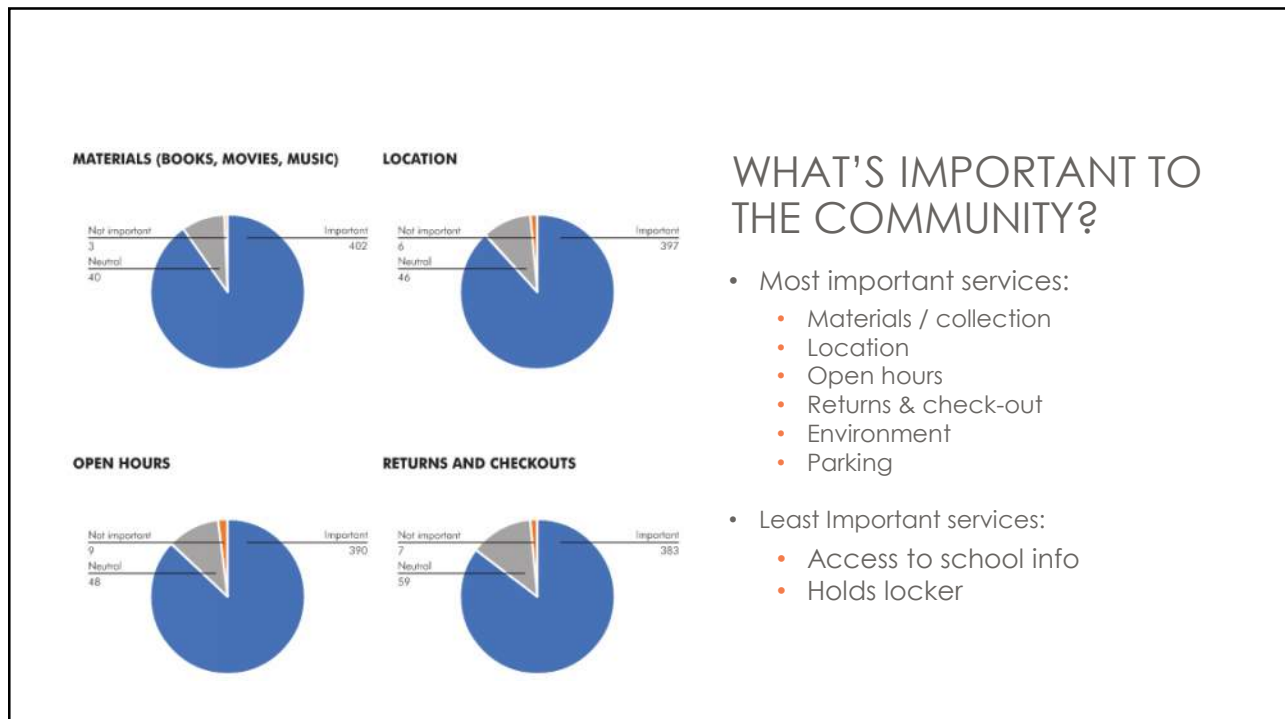 MATERIALS (BOOKS, MOVIES, MUSIC)
Not important
3
Neutral
40
Important
402
LOCATION
Not important
6
Neutral
46
Important
397
OPEN HOURS
Not important
9
Neutral
48
Important
390
RETURNS AND CHECKOUTS
Not important
7
Neutral
59
Important
383
WHAT'S IMPORTANT TO
THE COMMUNITY?
• Most important services:
• Materials / collection
• Location
• Open hours
• Returns & check-out
• Environment
• Parking
• Least Important services:
• Access to school info
• Holds locker